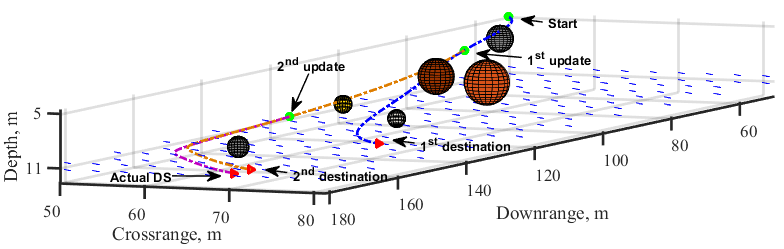 Start
2nd update
1st update
Depth, m
5
11
1st destination
Actual DS
2nd destination
50
60
70
80
180
160
140
120
100
80
60
Crossrange, m
Downrange, m